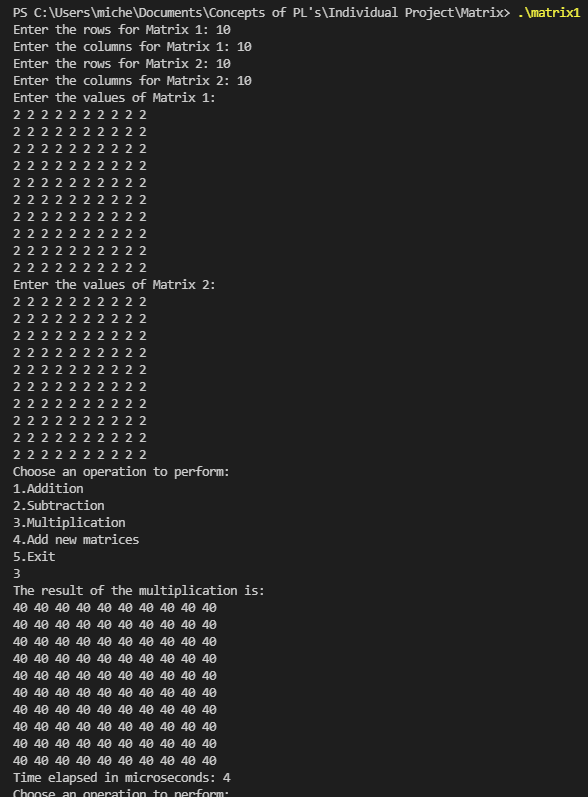 PS C:\Users\miche\Documents\Concepts of PL's\Individual Project\Matrix> .\matrix1
Enter the rows for Matrix 1: 10
Enter the columns for Matrix 1: 10
Enter the rows for Matrix 2: 10
Enter the columns for Matrix 2: 10
Enter the values of Matrix 1:
2 2 2 2 2 2 2 2 2 2
2 2 2 2 2 2 2 2 2 2
2 2 2 2 2 2 2 2 2 2
2 2 2 2 2 2 2 2 2 2
2 2 2 2 2 2 2 2 2 2
2 2 2 2 2 2 2 2 2 2
2 2 2 2 2 2 2 2 2 2
2 2 2 2 2 2 2 2 2 2
2 2 2 2 2 2 2 2 2 2
2 2 2 2 2 2 2 2 2 2
Enter the values of Matrix 2:
2 2 2 2 2 2 2 2 2 2
2 2 2 2 2 2 2 2 2 2
2 2 2 2 2 2 2 2 2 2
2 2 2 2 2 2 2 2 2 2
2 2 2 2 2 2 2 2 2 2
2 2 2 2 2 2 2 2 2 2
2 2 2 2 2 2 2 2 2 2
2 2 2 2 2 2 2 2 2 2
2 2 2 2 2 2 2 2 2 2
2 2 2 2 2 2 2 2 2 2
Choose an operation to perform:
1.Addition
2.Subtraction
3.Multiplication
4.Add new matrices
5.Exit
3
The result of the multiplication is:
40 40 40 40 40 40 40 40 40 40
40 40 40 40 40 40 40 40 40 40
40 40 40 40 40 40 40 40 40 40
40 40 40 40 40 40 40 40 40 40
40 40 40 40 40 40 40 40 40 40
40 40 40 40 40 40 40 40 40 40
40 40 40 40 40 40 40 40 40 40
40 40 40 40 40 40 40 40 40 40
40 40 40 40 40 40 40 40 40 40
40 40 40 40 40 40 40 40 40 40
Time elapsed in microseconds: 4
Choose an operation to perform: